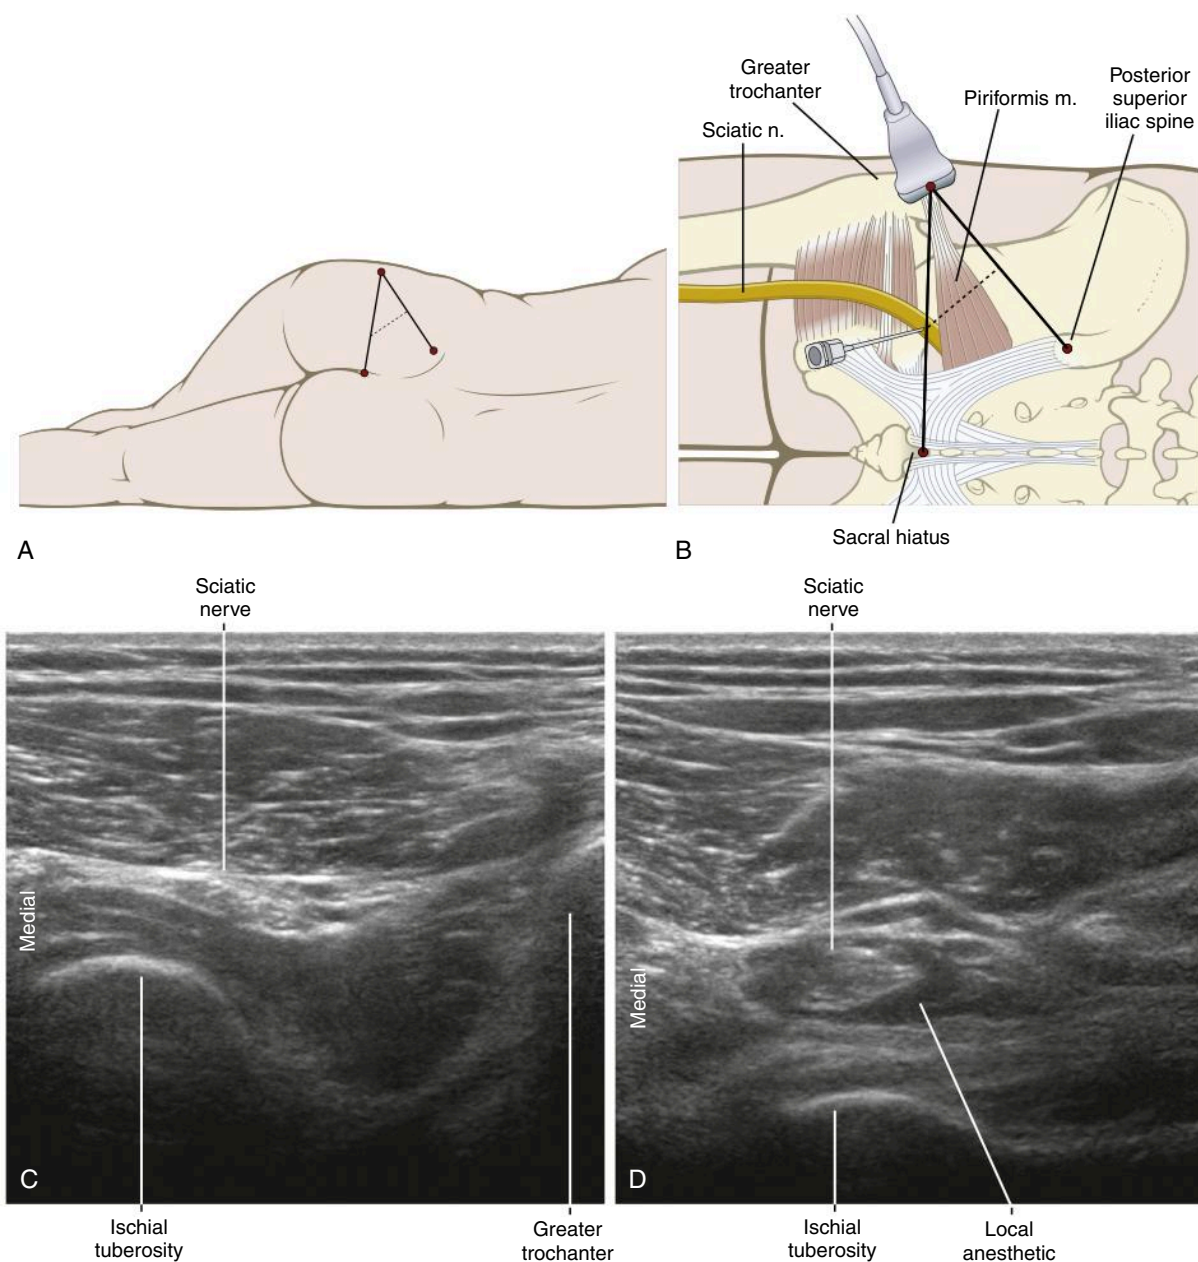 Greater
trochanter
Sciatic n.
Piriformis m.
Posterior
superior
iliac spine
Sacral hiatus
A
B
Sciatic
nerve
Sciatic
nerve
Medial
Medial
C
D
Ischial
tuberosity
Greater
trochanter
Ischial
tuberosity
Local
anesthetic